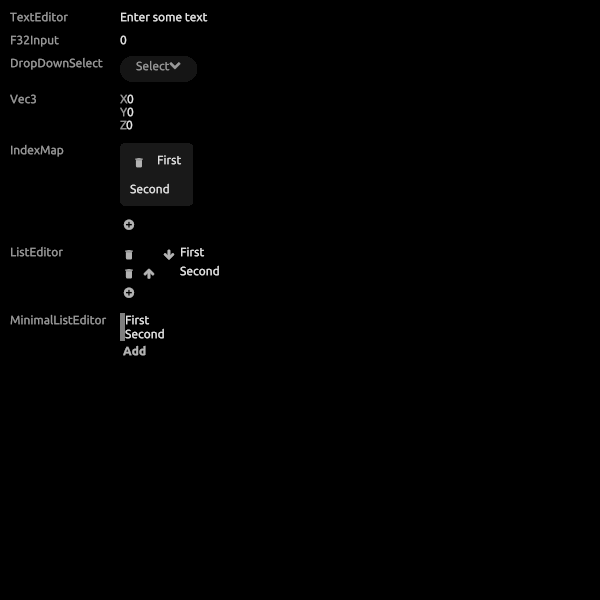 TextEditor Enter some text
F32Input 0
DropDownSelect Select
Vec3 X0
Y0
Z0
IndexMap First
Second
ListEditor First
Second
MinimalListEditor First
Second
Add